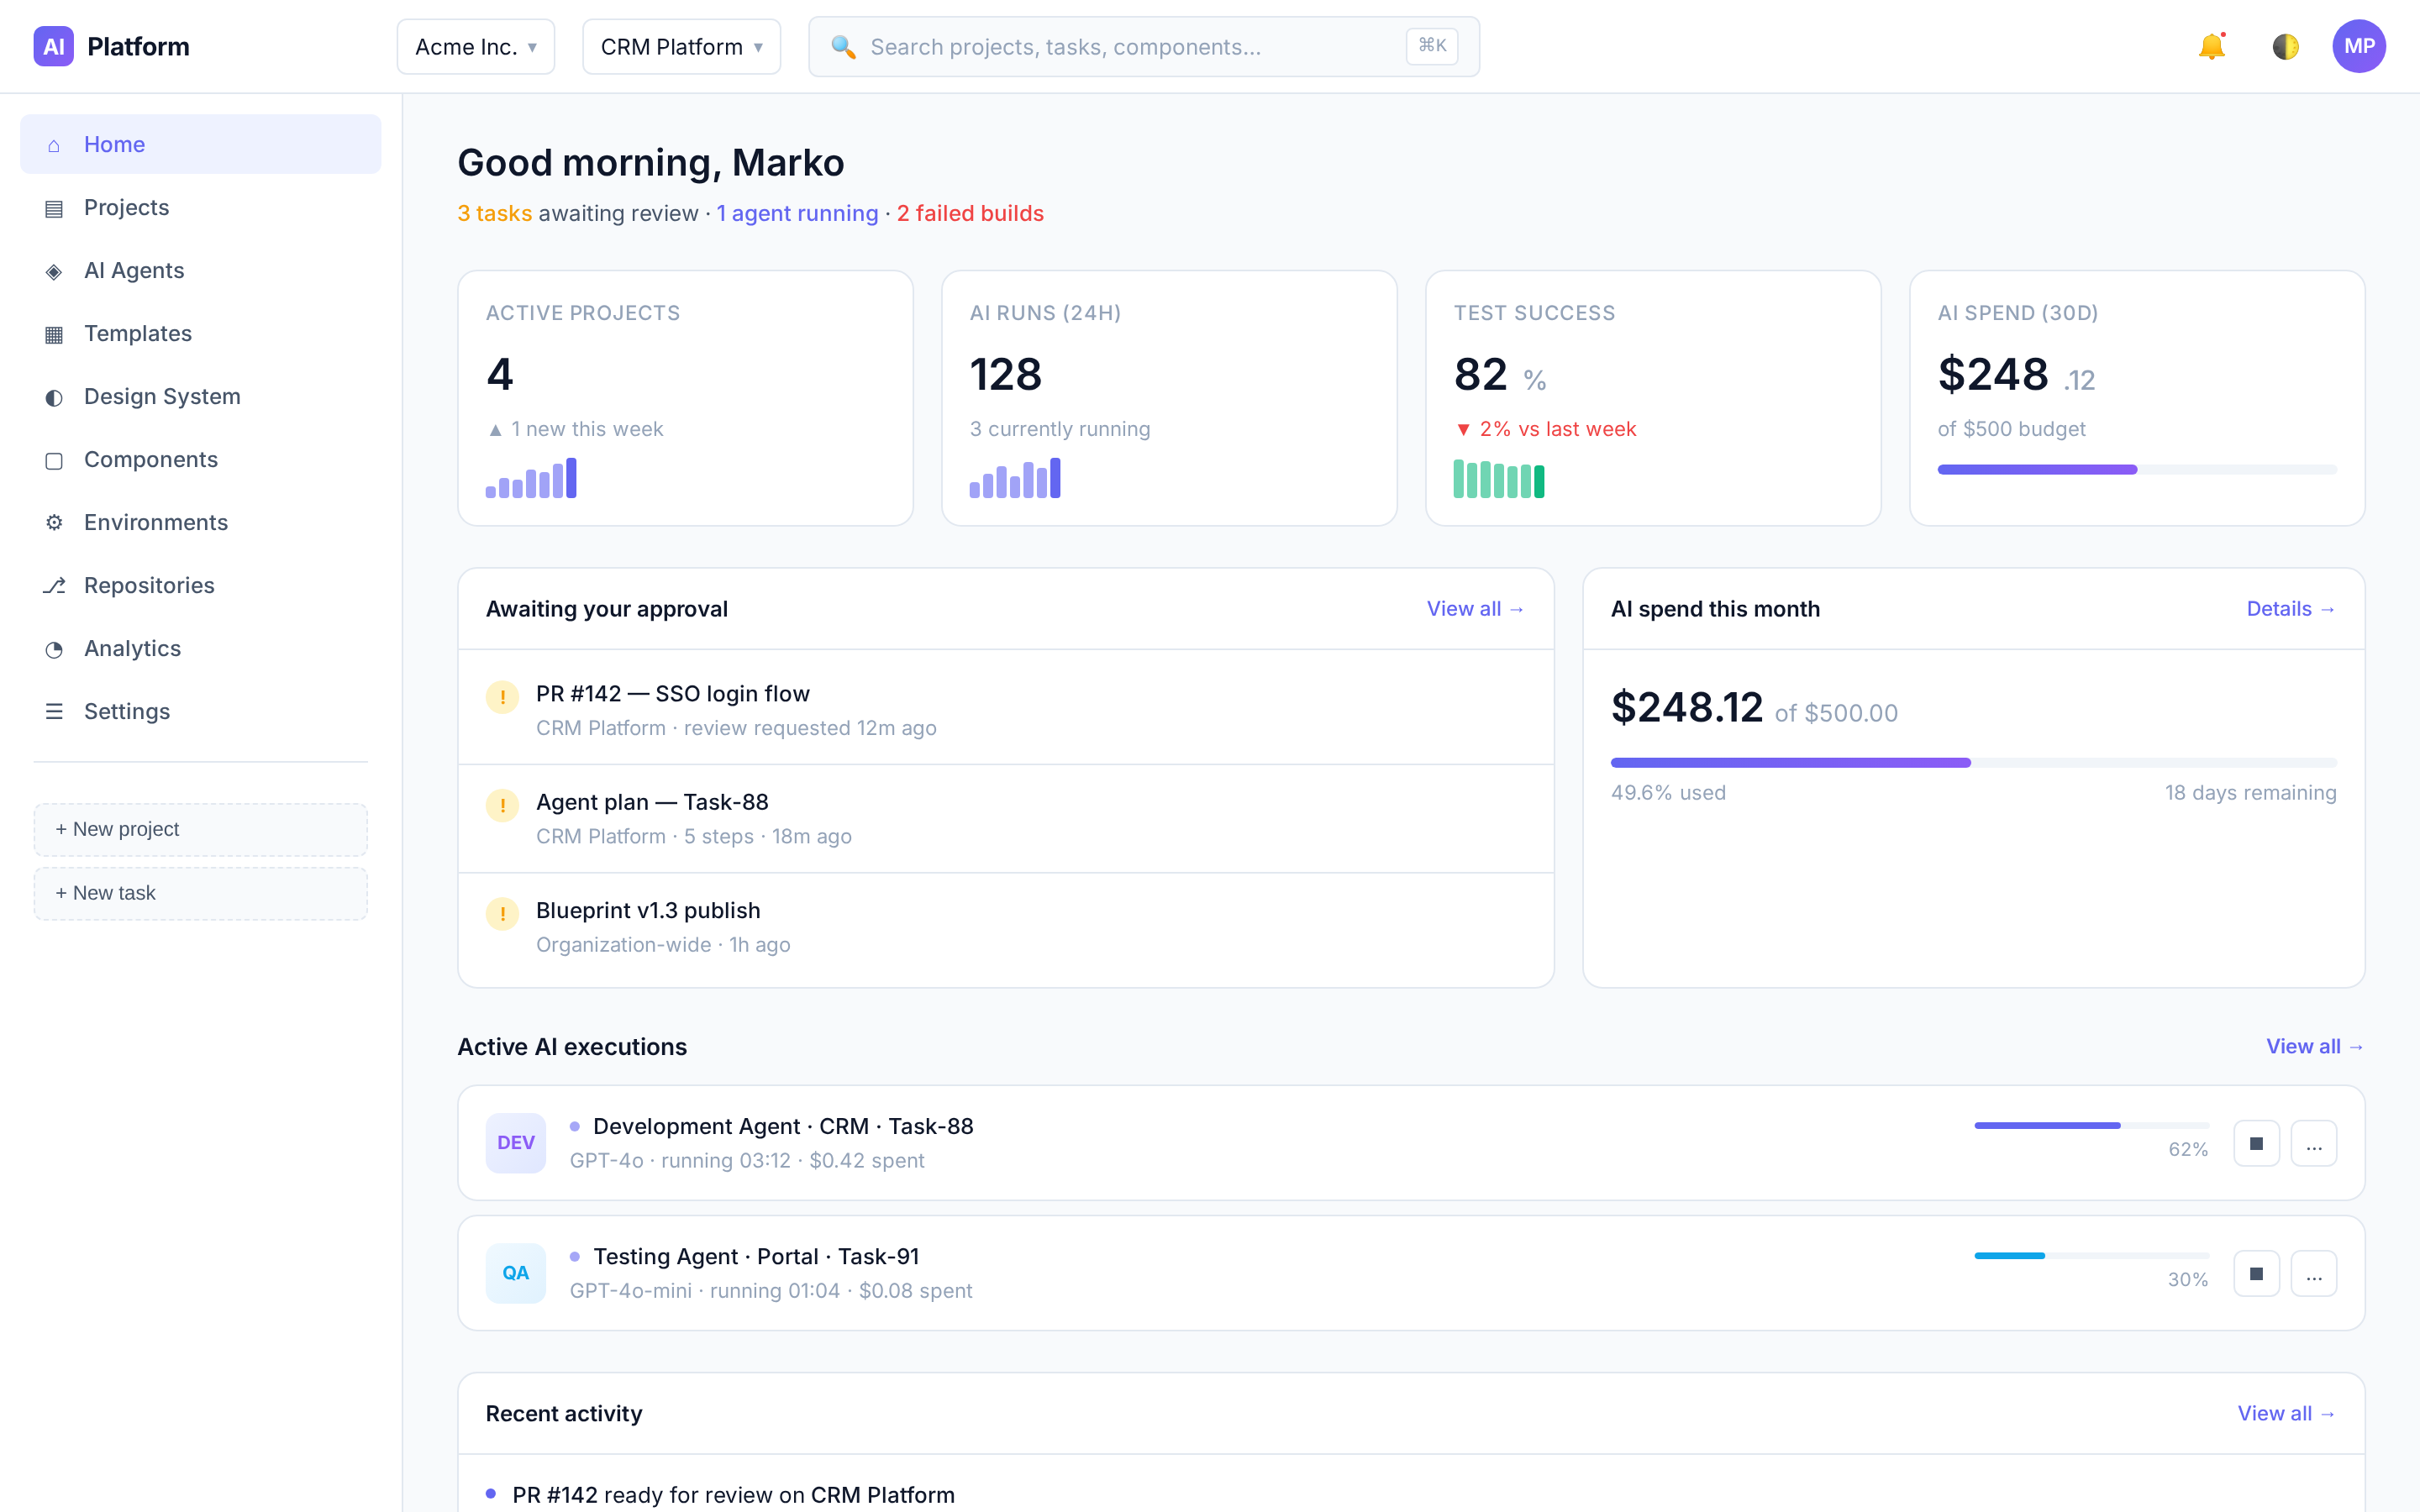 AI Platform
Acme Inc. ▾
CRM Platform ▾
Search projects, tasks, components...
⌘K
MP
Home
Projects
AI Agents
Templates
Design System
Components
Environments
Repositories
Analytics
Settings
+ New project
+ New task
Good morning, Marko
3 tasks awaiting review · 1 agent running · 2 failed builds
ACTIVE PROJECTS
4
▲ 1 new this week
AI RUNS (24H)
128
3 currently running
TEST SUCCESS
82 %
▼ 2% vs last week
AI SPEND (30D)
$248 .12
of $500 budget
Awaiting your approval
View all →
! PR #142 — SSO login flow
CRM Platform · review requested 12m ago
! Agent plan — Task-88
CRM Platform · 5 steps · 18m ago
! Blueprint v1.3 publish
Organization-wide · 1h ago
AI spend this month
Details →
$248.12 of $500.00
49.6% used
18 days remaining
Active AI executions
View all →
DEV
Development Agent · CRM · Task-88
GPT-4o · running 03:12 · $0.42 spent
62%
...
QA
Testing Agent · Portal · Task-91
GPT-4o-mini · running 01:04 · $0.08 spent
30%
...
Recent activity
View all →
PR #142 ready for review on CRM Platform